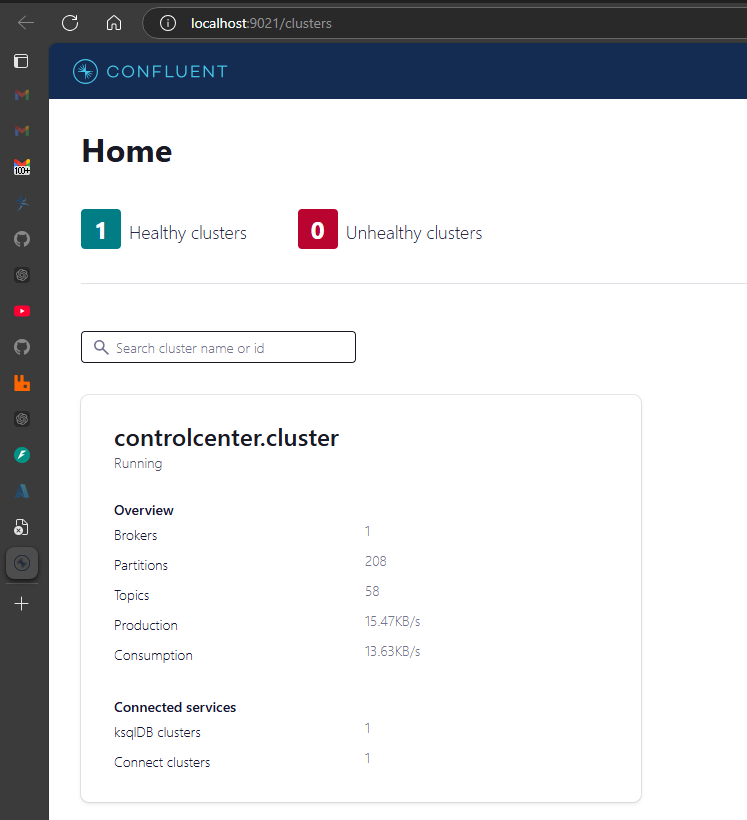 localhost:9021/clusters
100+
CONFLUENT
Home
1 Healthy clusters 0 Unhealthy clusters
Search cluster name or id
controlcenter.cluster
Running
Overview
Brokers 1
Partitions 208
Topics 58
Production 15.47KB/s
Consumption 13.63KB/s
Connected services
ksqlDB clusters 1
Connect clusters 1